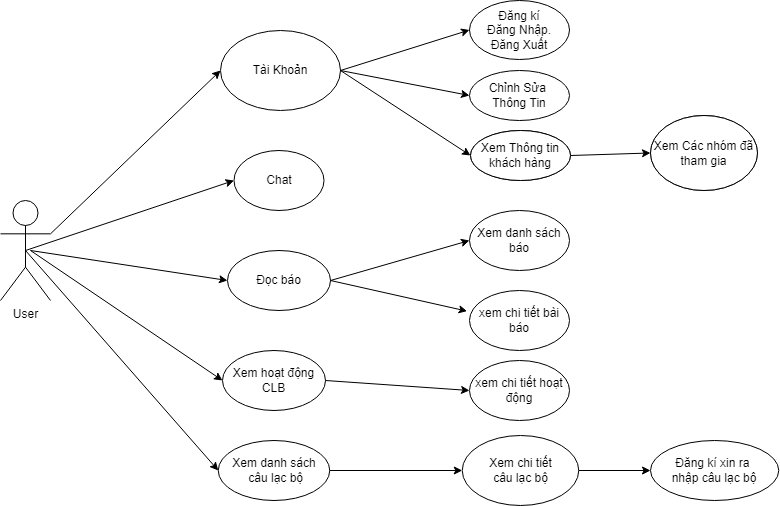 Đăng kí
Đăng Nhập.
Đăng Xuất
Tài Khoản
Chỉnh Sửa
Thông Tin
Xem Thông tin
khách hàng
Xem Các nhóm đã
tham gia
Chat
User
Xem danh sách
báo
Đọc báo
xem chi tiết bài
báo
Xem hoạt động
CLB
xem chi tiết hoạt
động
Xem danh sách
câu lạc bộ
Xem chi tiết
câu lạc bộ
Đăng kí xin ra
nhập câu lạc bộ